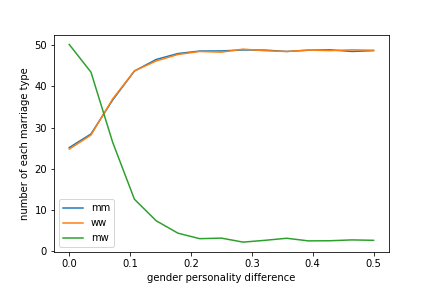 number of each marriage type
50
40
30
20
10
0
mm
ww
mw
0.0 0.1 0.2 0.3 0.4 0.5
gender personality difference